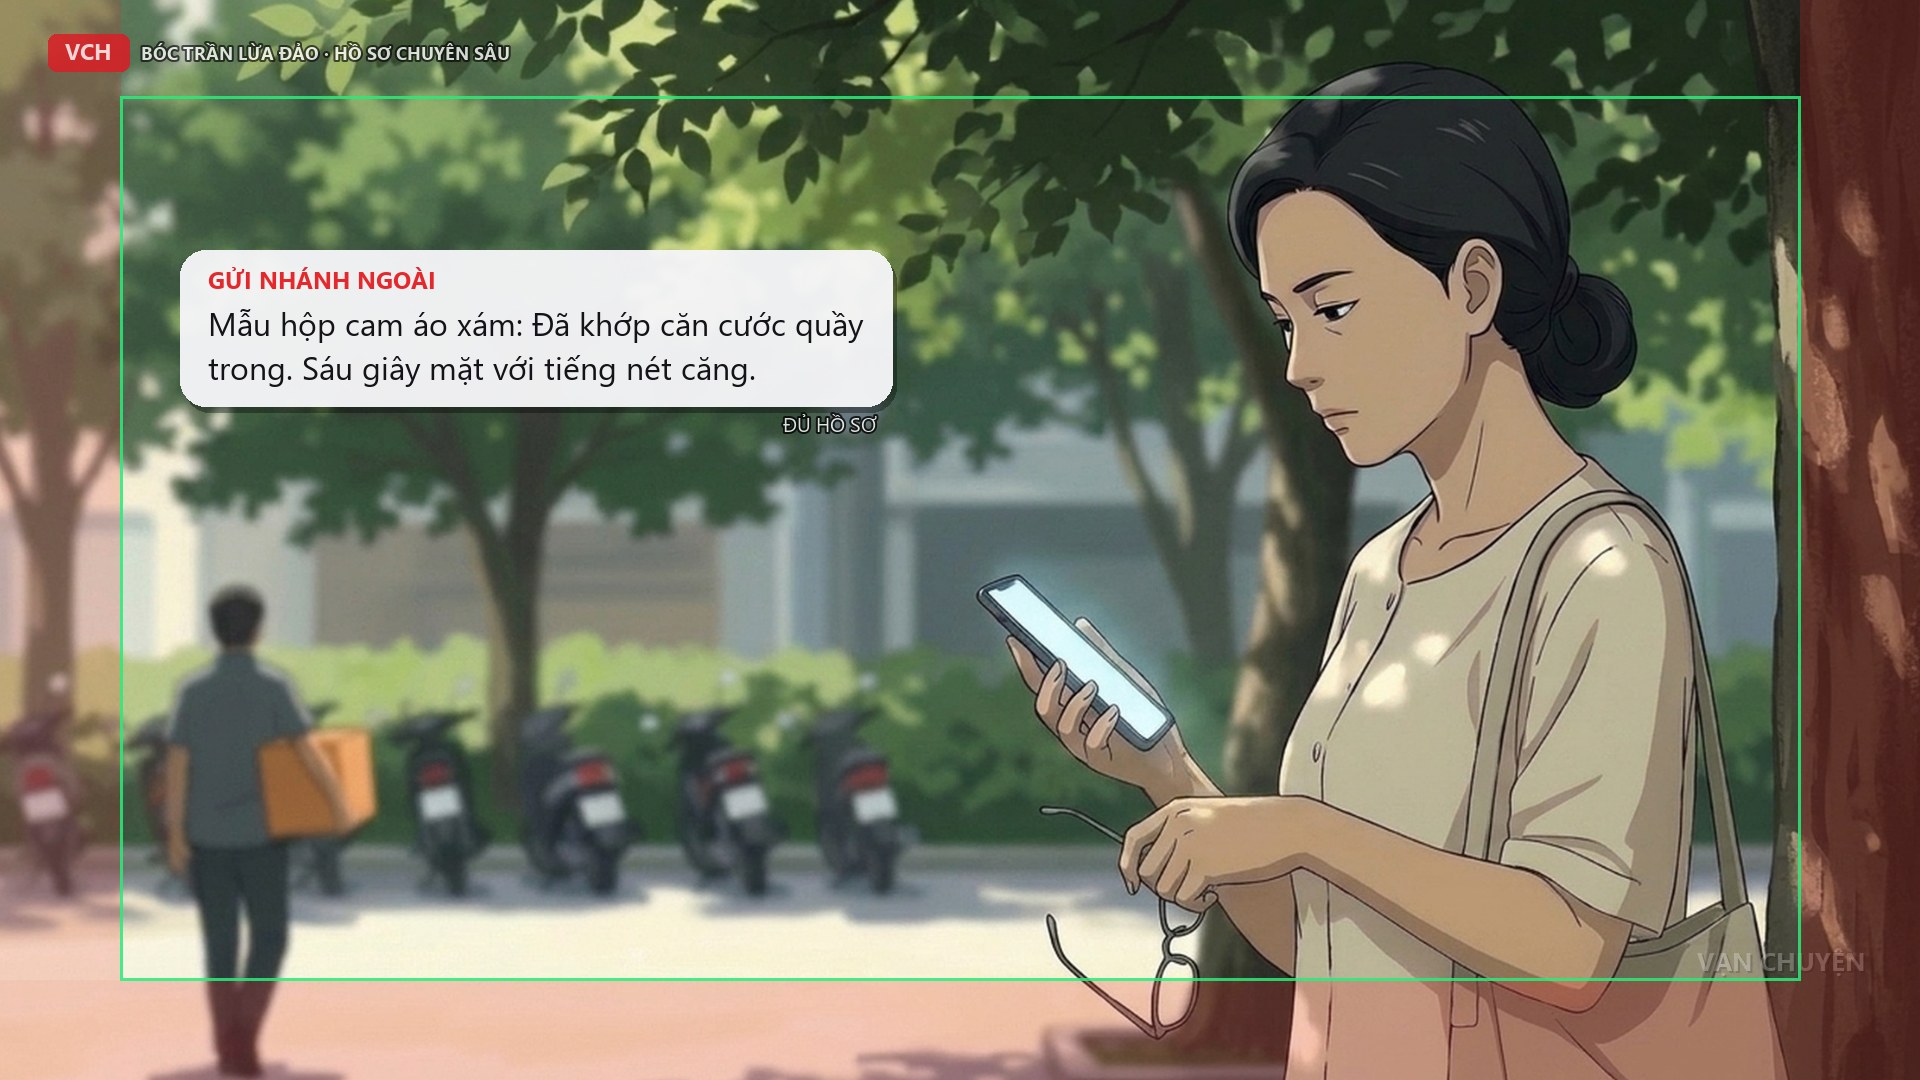 VCH BÓC TRẦN LỪA ĐẢO · HỒ SƠ CHUYÊN SÂU
GỬI NHÁNH NGOÀI
Mẫu hộp cam áo xám: Đã khớp căn cước quầy
trong. Sáu giây mặt với tiếng nét căng.
ĐỦ HỒ SƠ
VẠN CHUYỆN